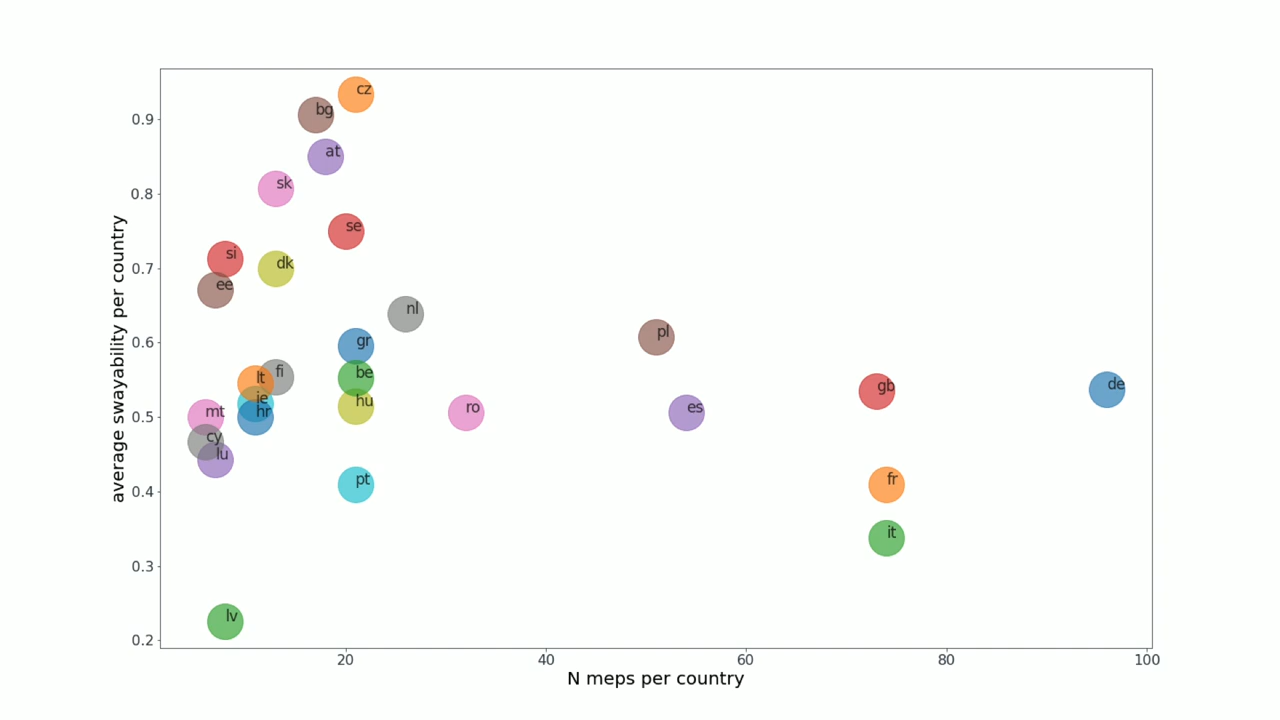 cz
bg
at
sk
se
si
dk
ee
nl
pl
gr
fi
be
lt
de
gb
ie
hu
mt
hr
ro
es
cy
lu
pt
fr
it
lv
0.9
0.8
0.7
0.6
0.5
0.4
0.3
0.2
average swayability per country
20 40 60 80 100
N meps per country